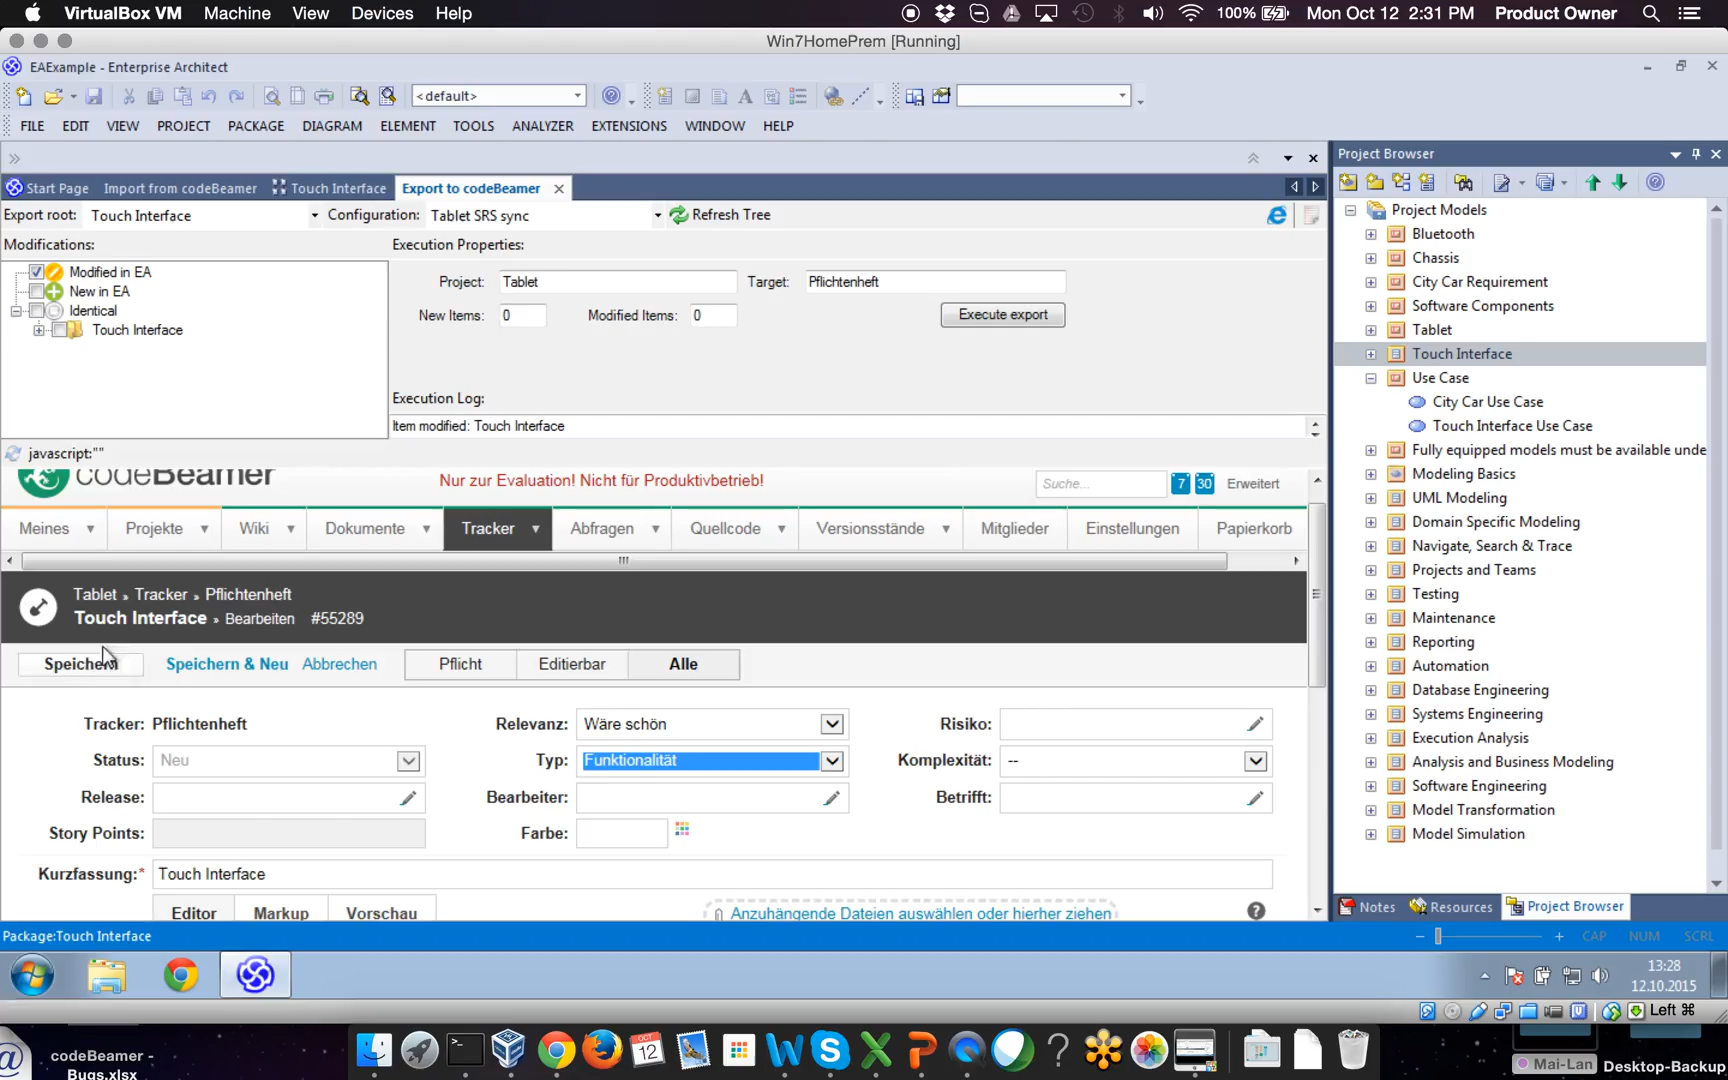 VirtualBox VM Machine View Devices Help 100% Mon Oct 12 2:31 PM Product Owner
Win7HomePrem [Running]
EAExample - Enterprise Architect
<default>
FILE EDIT VIEW PROJECT PACKAGE DIAGRAM ELEMENT TOOLS ANALYZER EXTENSIONS WINDOW HELP
Start Page Import from codeBeamer Touch Interface Export to codeBeamer
Export root: Touch Interface Configuration: Tablet SRS sync Refresh Tree
Modifications: Execution Properties:
Modified in EA
New in EA
Identical
Touch Interface
Project: Tablet Target: Pflichtenheft
New Items: 0 Modified Items: 0 Execute export
Execution Log:
Item modified: Touch Interface
javascript:""
codeBeamer Nur zur Evaluation! Nicht für Produktivbetrieb! Suche... 7 30 Erweitert
Meines Projekte Wiki Dokumente Tracker Abfragen Quellcode Versionsstände Mitglieder Einstellungen Papierkorb
Tablet » Tracker » Pflichtenheft
Touch Interface » Bearbeiten #55289
Speichern Speichern & Neu Abbrechen Pflicht Editierbar Alle
Tracker: Pflichtenheft Relevanz: Wäre schön Risiko:
Status: Neu Typ: Funktionalität Komplexität: --
Release: Bearbeiter: Betrifft:
Story Points: Farbe:
Kurzfassung:* Touch Interface
Editor Markup Vorschau Anzuhängende Dateien auswählen oder hierher ziehen
Project Browser
Project Models
Bluetooth
Chassis
City Car Requirement
Software Components
Tablet
Touch Interface
Use Case
City Car Use Case
Touch Interface Use Case
Fully equipped models must be available unde
Modeling Basics
UML Modeling
Domain Specific Modeling
Navigate, Search & Trace
Projects and Teams
Testing
Maintenance
Reporting
Automation
Database Engineering
Systems Engineering
Execution Analysis
Analysis and Business Modeling
Software Engineering
Model Transformation
Model Simulation
Notes Resources Project Browser
Package:Touch Interface CAP NUM SCRL
13:28
12.10.2015
Left ⌘
OCT
12
codeBeamer -
Bugs.xlsx
Mai-Lan
Desktop-Backup